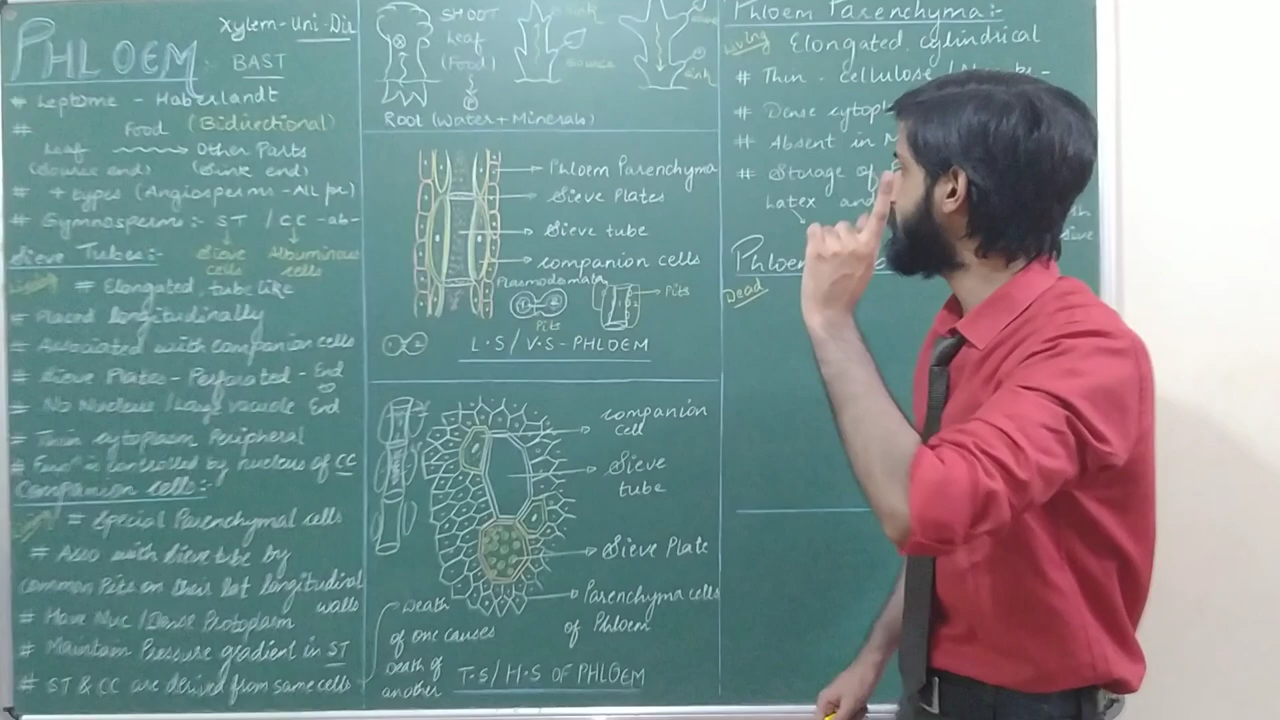 PHLOEM :-
Xylem - Uni - Dir
BAST
# Leptome - Haberlandt
# Food (Bidirectional)
Leaf → Other Parts
(Source end) (Sink end)
# 4 types (Angiosperms - All pr)
# Gymnosperms :- ST / CC - ab -
Sieve cells Albuminous cells
Sieve Tubes :-
# Elongated, tube like
= Placed longitudinally
= Associated with companion cells
= Sieve Plates - Perforated - End
= No Nucleus / Large vacuole End
= Thin cytoplasm Peripheral
# Funcⁿ is controlled by nucleus of CC
Companion cells :-
= Special Parenchymal cells
# Asso with sieve tube by
common Pits on their longitudinal
walls
# Have Nuc / Dense Protoplasm
# Maintain Pressure gradient in ST
# ST & CC are derived from same cells
SHOOT
Leaf
(Food)
Source
Sink
Root (Water + Minerals)
Phloem Parenchyma
Sieve Plates
Sieve tube
companion cells
Plasmodomata
Pits
Pits
L.S / V.S - PHLOEM
companion
cell
Sieve
tube
Sieve Plate
Parenchyma cells
of Phloem
Death
of one causes
Death of
another
T.S / H.S OF PHLOEM
Phloem Parenchyma :-
Living Elongated, cylindrical
# Thin - cellulose
# Dense cytop
# Absent in M
# Storage of
Latex and
Phloem
Dead